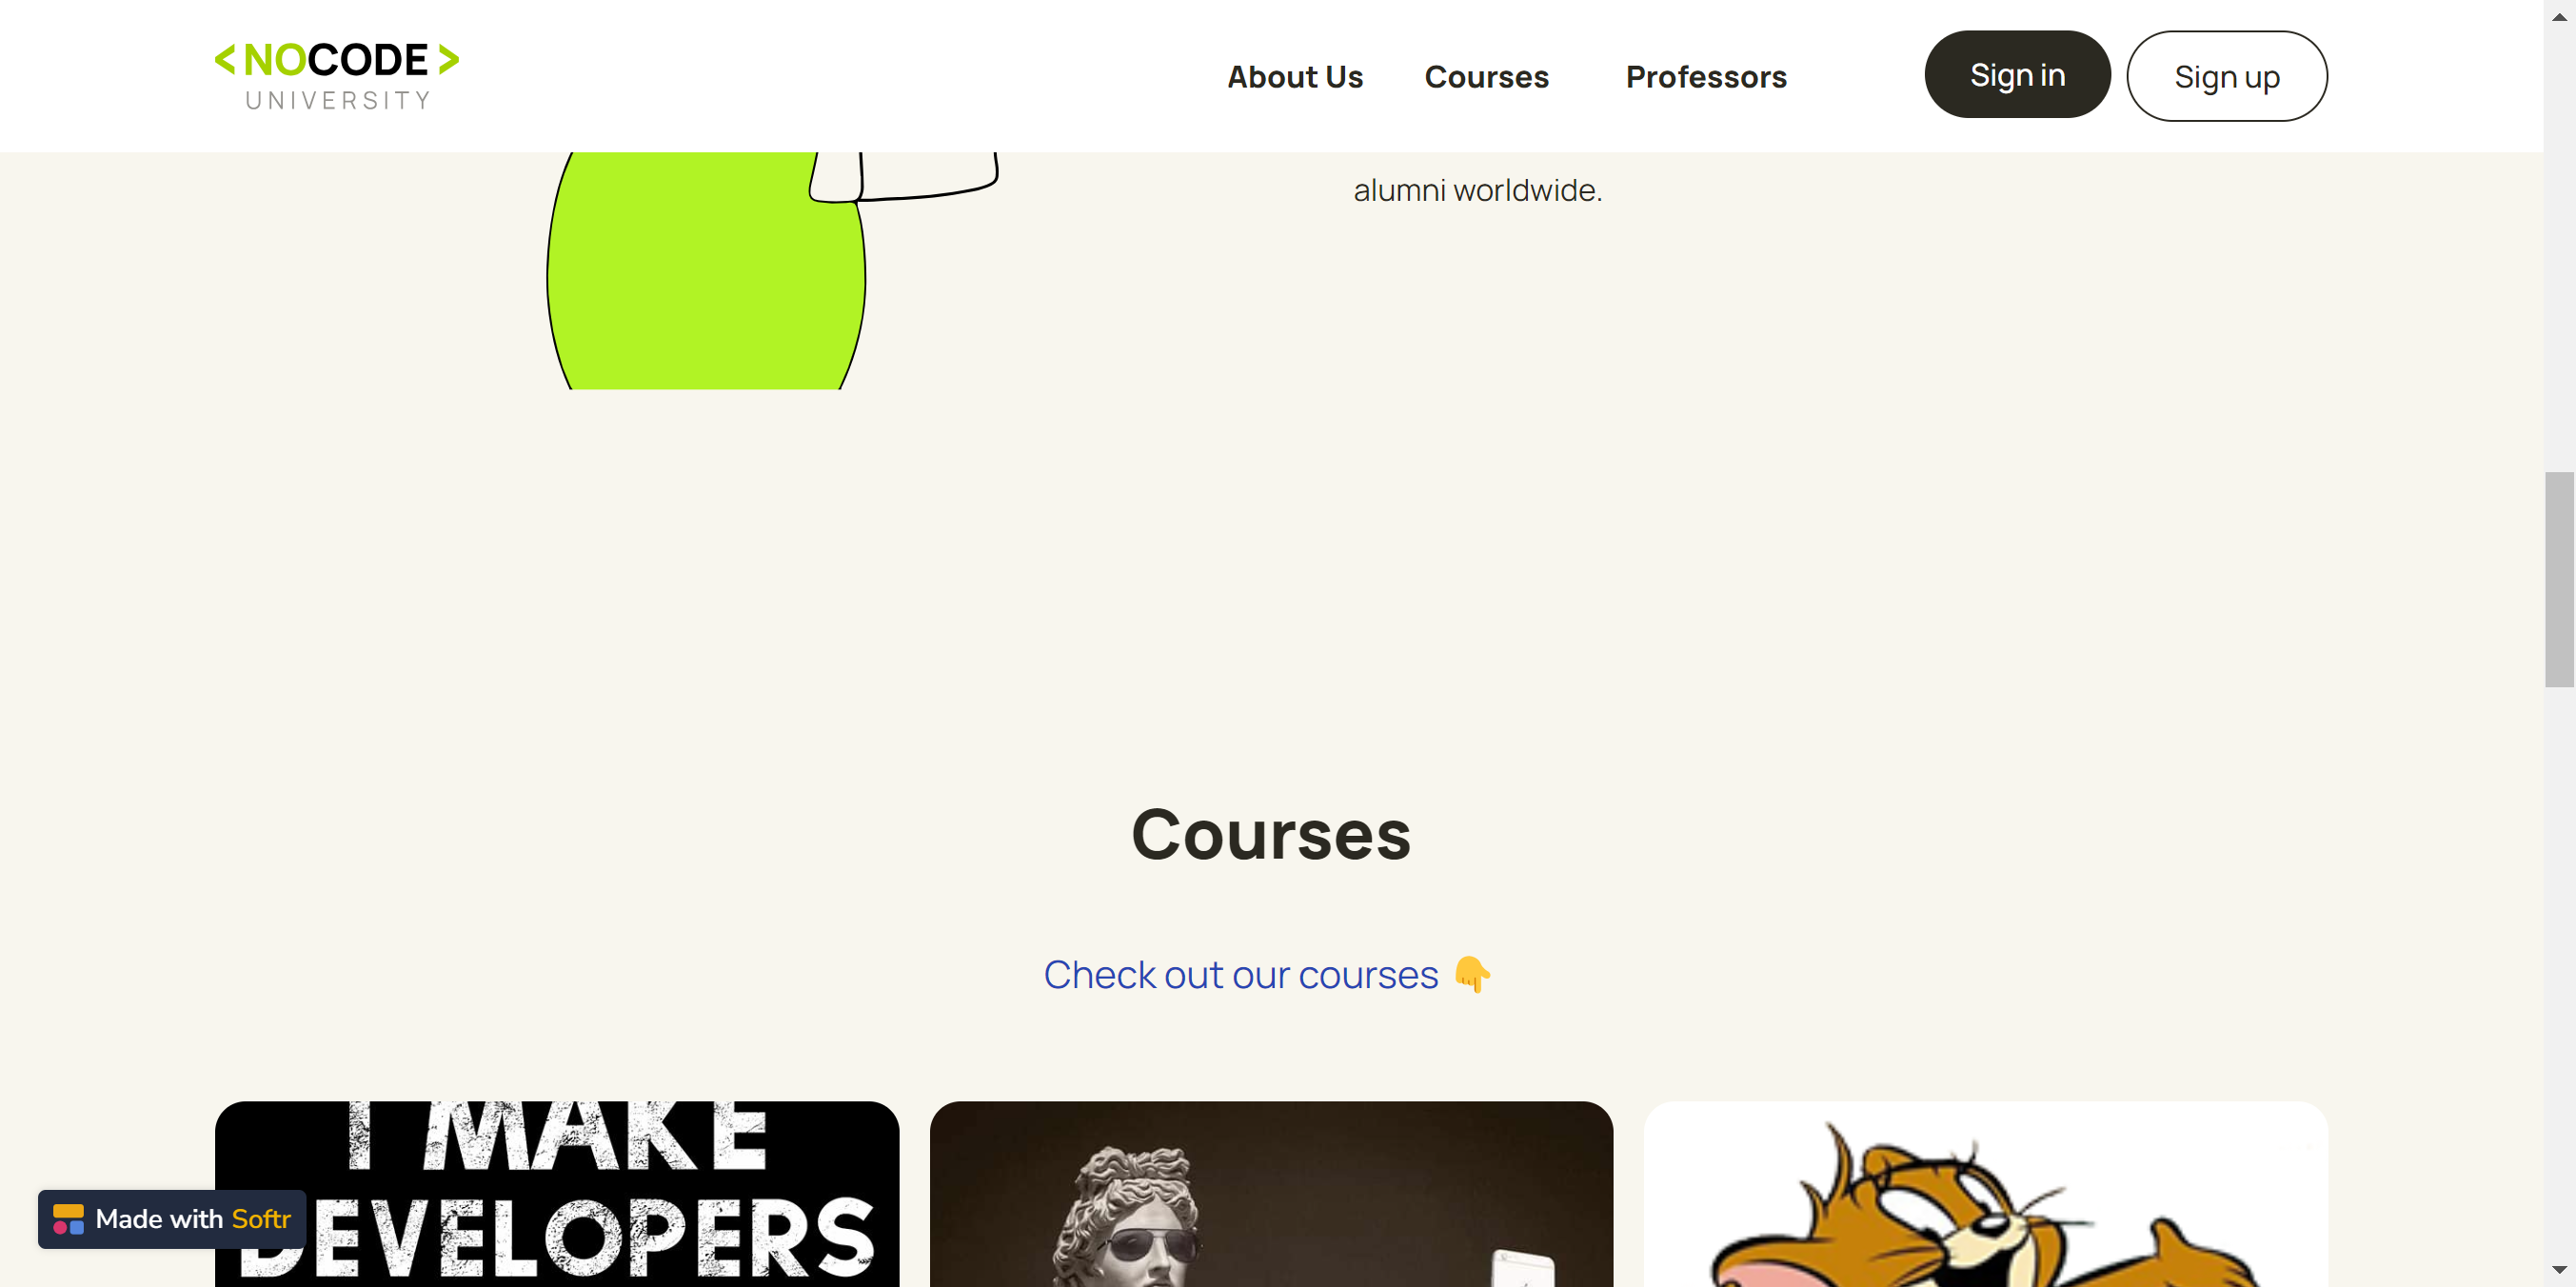 <NOCODE>
UNIVERSITY
About Us
Courses
Professors
Sign in
Sign up
alumni worldwide.
Courses
Check out our courses 👇
I MAKE
DEVELOPERS
Made with Softr